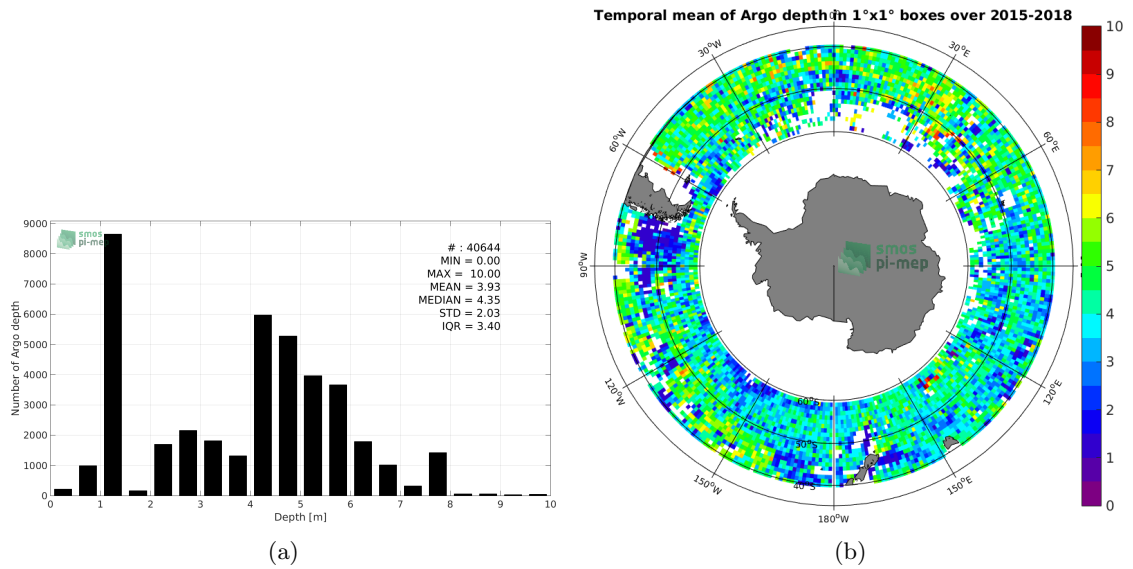 Temporal mean of Argo depth in 1°x1° boxes over 2015-2018
smos
pi-mep
# : 40644
MIN = 0.00
MAX = 10.00
MEAN = 3.93
MEDIAN = 4.35
STD = 2.03
IQR = 3.40
Number of Argo depth
9000
8000
7000
6000
5000
4000
3000
2000
1000
0
0 1 2 3 4 5 6 7 8 9 10
Depth [m]
(a)
30°W
30°E
60°W
60°E
90°W
120°W
120°E
150°W
150°E
180°W
60°S
50°S
40°S
smos
pi-mep
10
9
8
7
6
5
4
3
2
1
0
(b)